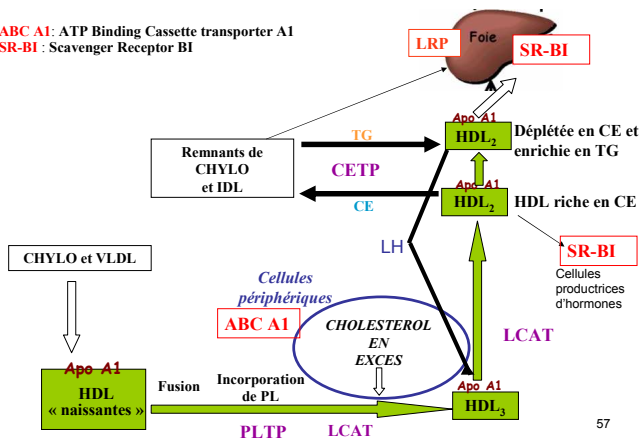 ABC A1: ATP Binding Cassette transporter A1
SR-BI : Scavenger Receptor BI
LRP
Foie
SR-BI
Apo A1
HDL2
Déplétée en CE et
enrichie en TG
TG
Remnants de
CHYLO
et IDL
CETP
CE
Apo A1
HDL2
HDL riche en CE
LH
SR-BI
Cellules
productrices
d'hormones
CHYLO et VLDL
Cellules
périphériques
ABC A1
CHOLESTEROL
EN
EXCES
LCAT
Apo A1
HDL
« naissantes »
Fusion
Incorporation
de PL
Apo A1
HDL3
PLTP
LCAT
57